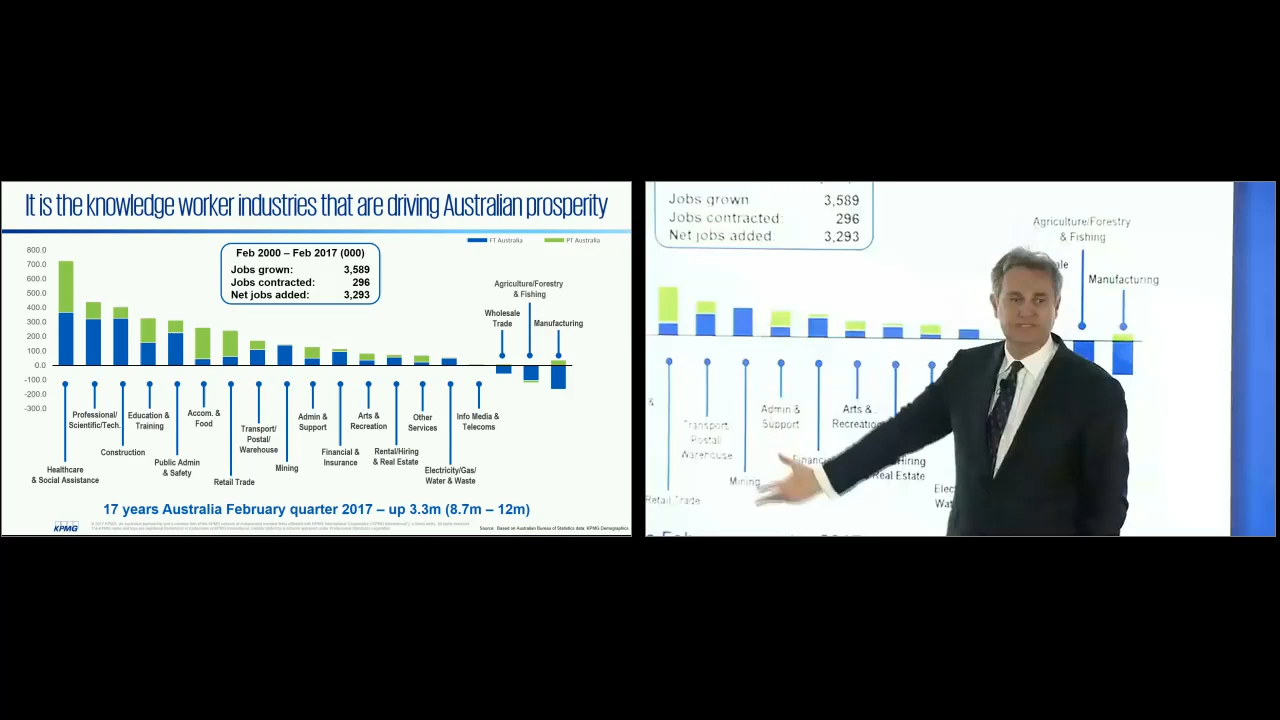 It is the knowledge worker industries that are driving Australian prosperity
FT Australia
PT Australia
800.0
700.0
600.0
500.0
400.0
300.0
200.0
100.0
0.0
-100.0
-200.0
-300.0
Feb 2000 – Feb 2017 (000)
Jobs grown: 3,589
Jobs contracted: 296
Net jobs added: 3,293
Agriculture/Forestry
& Fishing
Wholesale
Trade
Manufacturing
Healthcare
& Social Assistance
Professional/
Scientific/Tech.
Construction
Education &
Training
Public Admin
& Safety
Accom. &
Food
Retail Trade
Transport/
Postal/
Warehouse
Mining
Admin &
Support
Financial &
Insurance
Arts &
Recreation
Rental/Hiring
& Real Estate
Other
Services
Electricity/Gas/
Water & Waste
Info Media &
Telecoms
17 years Australia February quarter 2017 – up 3.3m (8.7m – 12m)
KPMG
Source: Based on Australian Bureau of Statistics data; KPMG Demographics
Jobs grown 3,589
Jobs contracted: 296
Net jobs added: 3,293
Agriculture/Forestry
& Fishing
Manufacturing
&
Transport
Postal/
Warehouse
Admin &
Support
Arts &
Recreation
Mining
Retail Trade
Real Estate